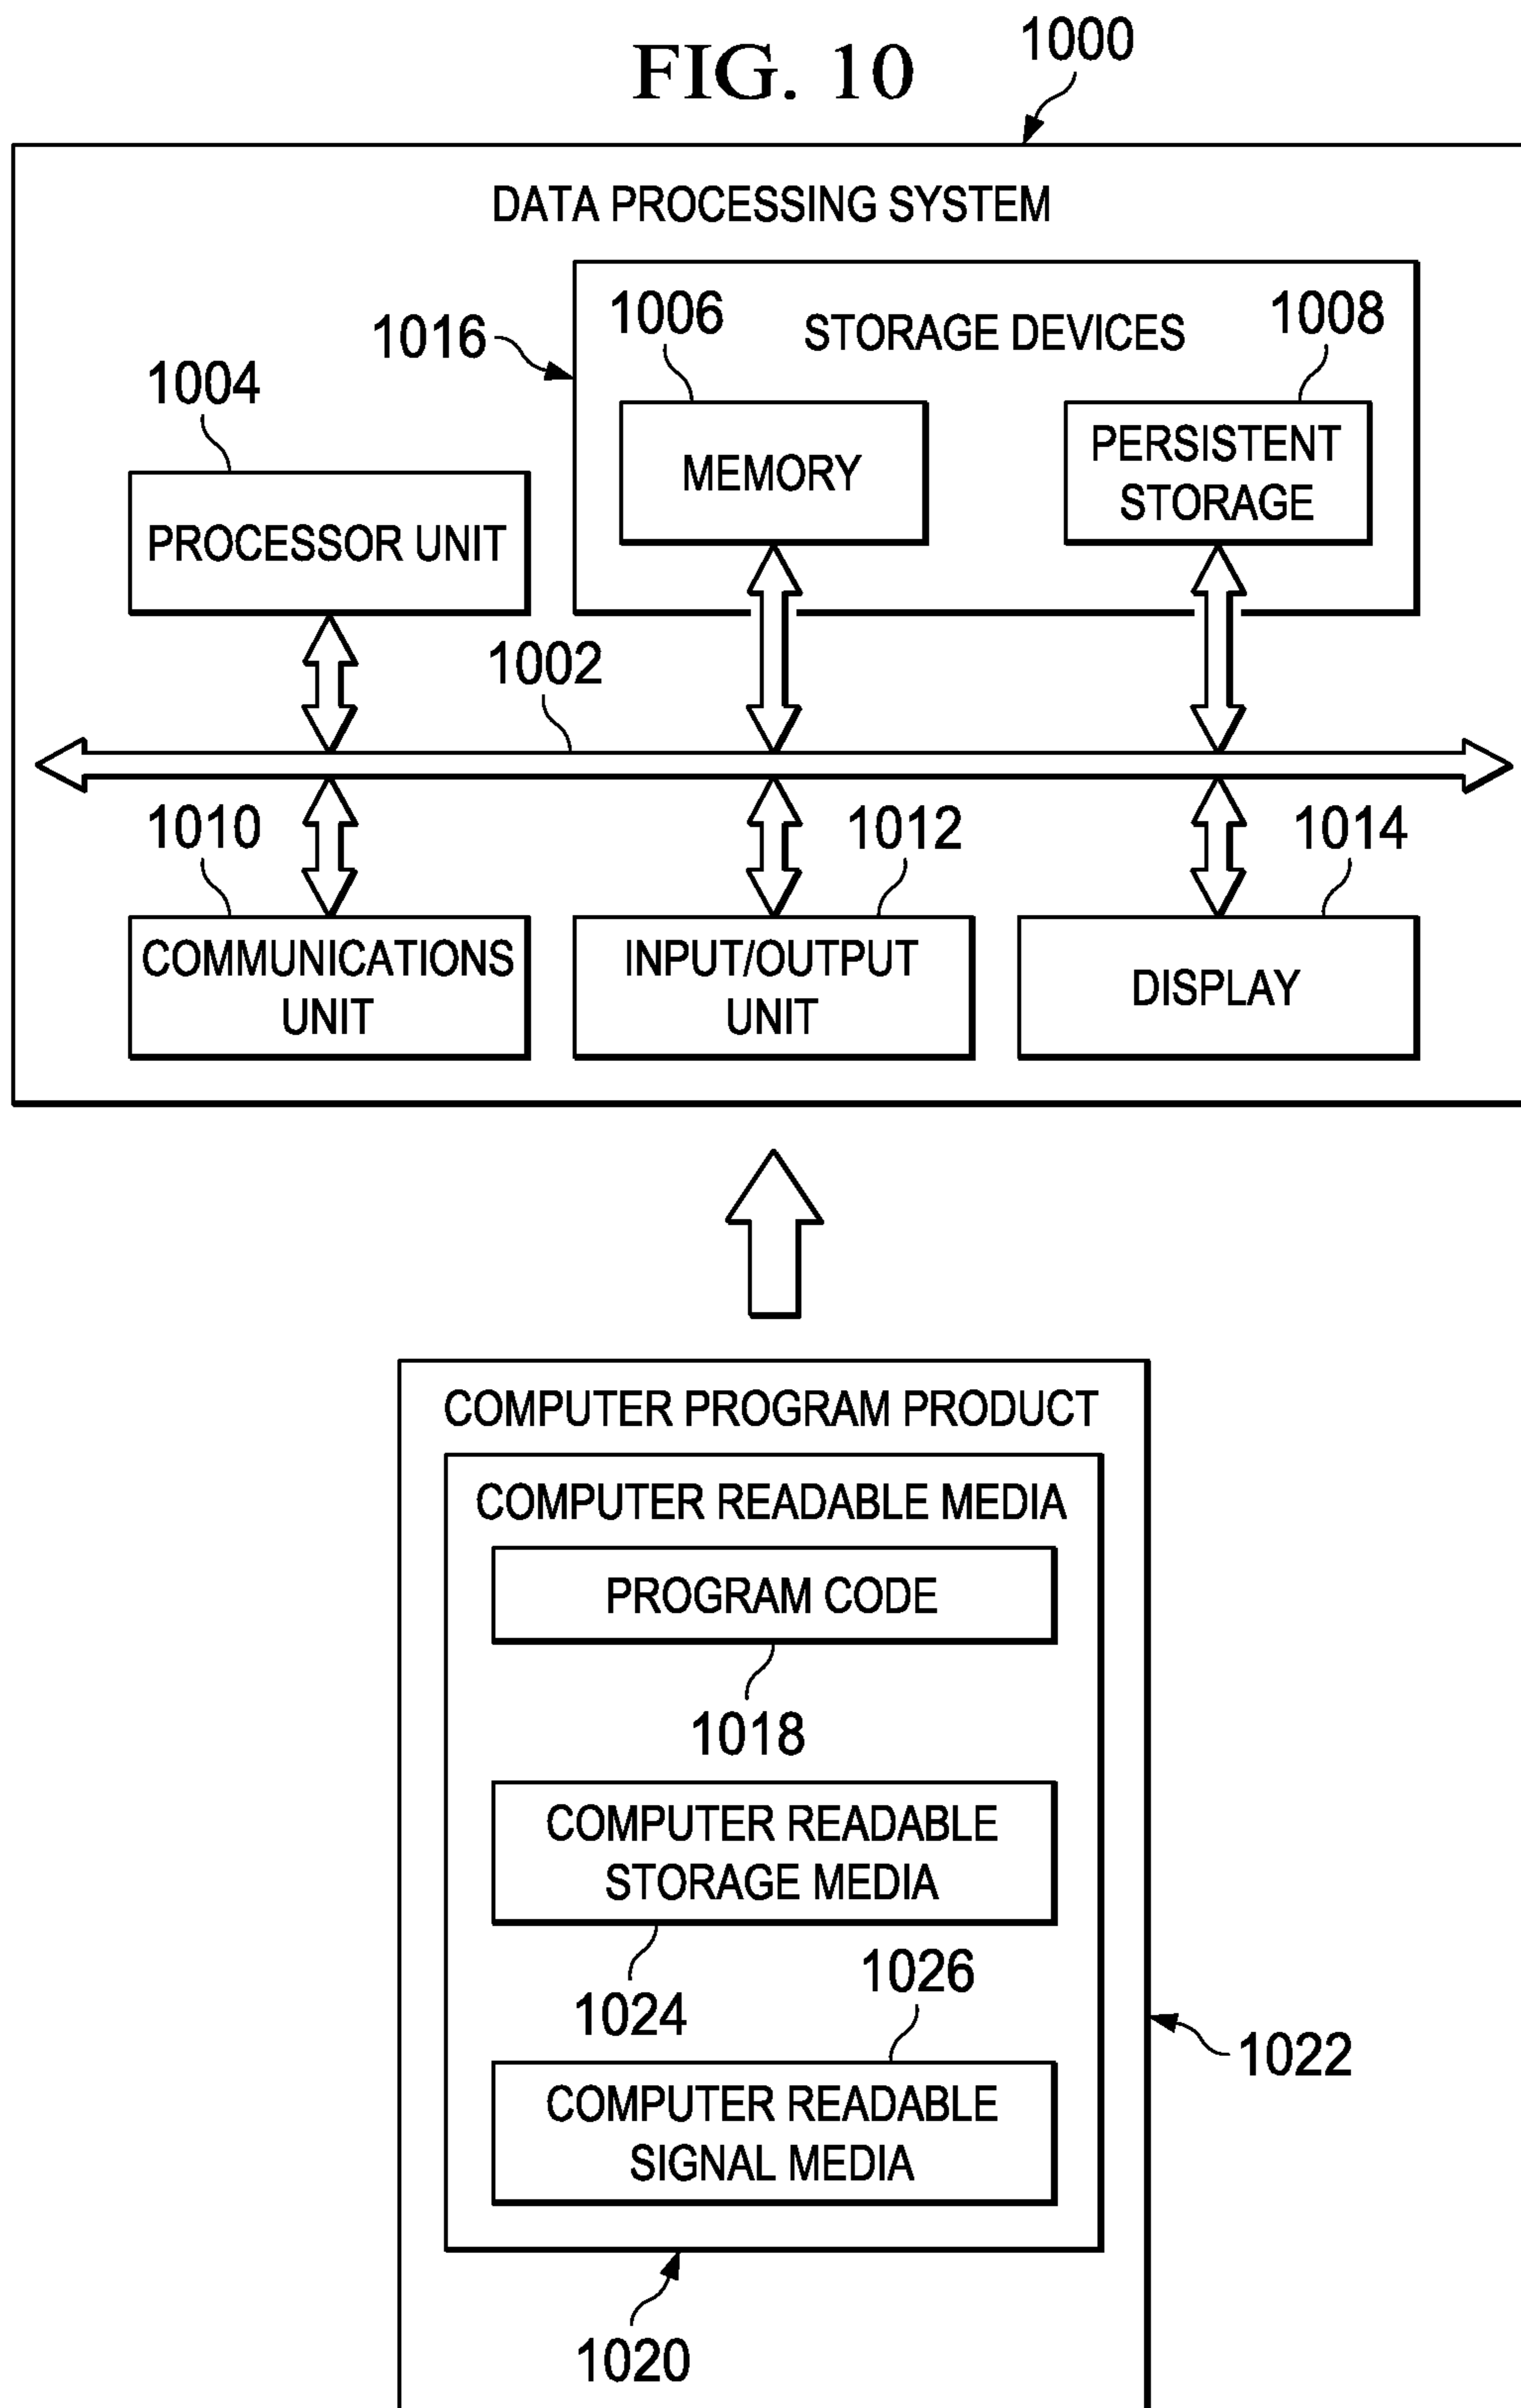 FIG. 10
1000
DATA PROCESSING SYSTEM
1016
1006
STORAGE DEVICES
1008
1004
MEMORY
PERSISTENT
STORAGE
PROCESSOR UNIT
1002
1010
1012
1014
COMMUNICATIONS
UNIT
INPUT/OUTPUT
UNIT
DISPLAY
COMPUTER PROGRAM PRODUCT
COMPUTER READABLE MEDIA
PROGRAM CODE
1018
COMPUTER READABLE
STORAGE MEDIA
1024
1026
1022
COMPUTER READABLE
SIGNAL MEDIA
1020